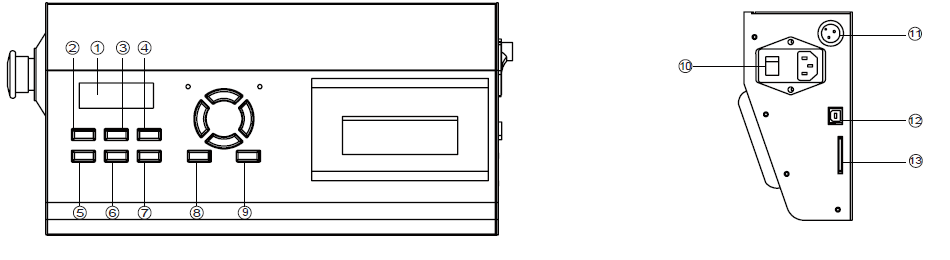 ② ① ③ ④
⑤ ⑥ ⑦ ⑧ ⑨
⑩
⑪
⑫
⑬